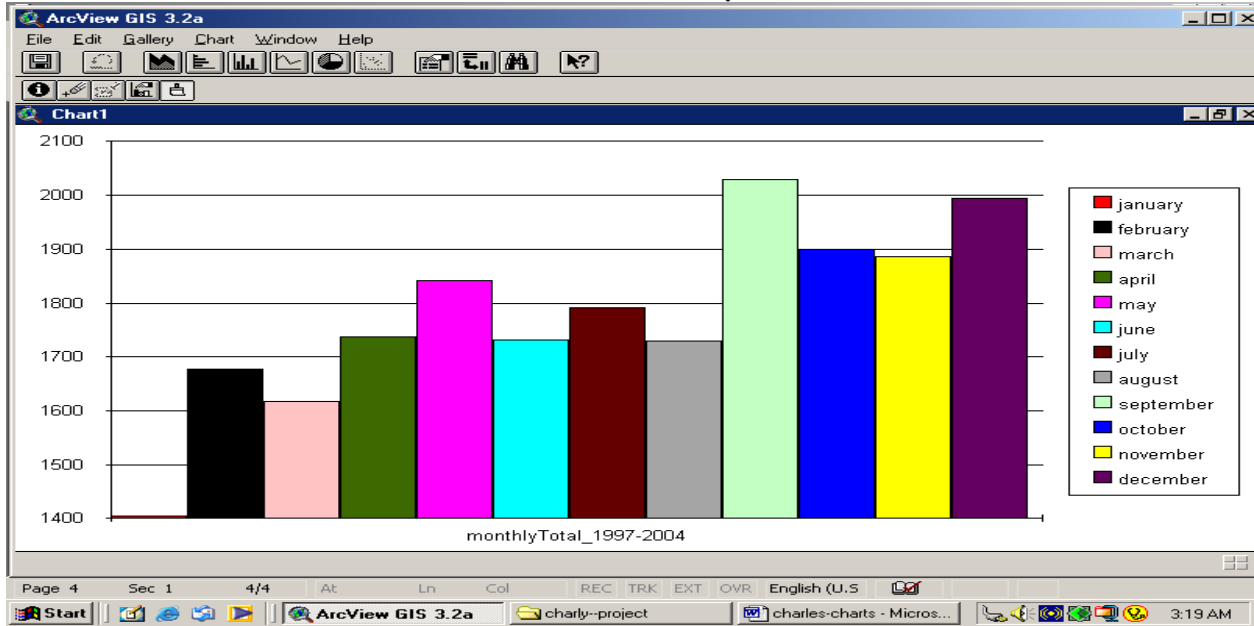 ArcView GIS 3.2a
File Edit Gallery Chart Window Help
Chart1
2100
2000
1900
1800
1700
1600
1500
1400
monthlyTotal_1997-2004
january
february
march
april
may
june
july
august
september
october
november
december
Page 4 Sec 1 4/4 At Ln Col REC TRK EXT OVR English (U.S
Start ArcView GIS 3.2a charly--project charles-charts - Micros... 3:19 AM